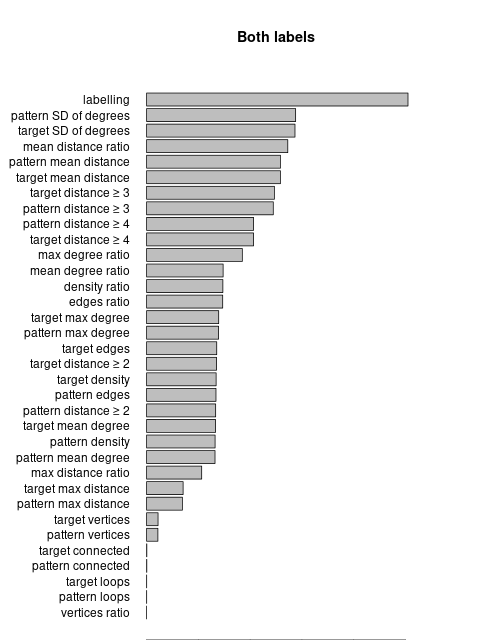 Both labels
labelling
pattern SD of degrees
target SD of degrees
mean distance ratio
pattern mean distance
target mean distance
target distance ≥ 3
pattern distance ≥ 3
pattern distance ≥ 4
target distance ≥ 4
max degree ratio
mean degree ratio
density ratio
edges ratio
target max degree
pattern max degree
target edges
target distance ≥ 2
target density
pattern edges
pattern distance ≥ 2
target mean degree
pattern density
pattern mean degree
max distance ratio
target max distance
pattern max distance
target vertices
pattern vertices
target connected
pattern connected
target loops
pattern loops
vertices ratio